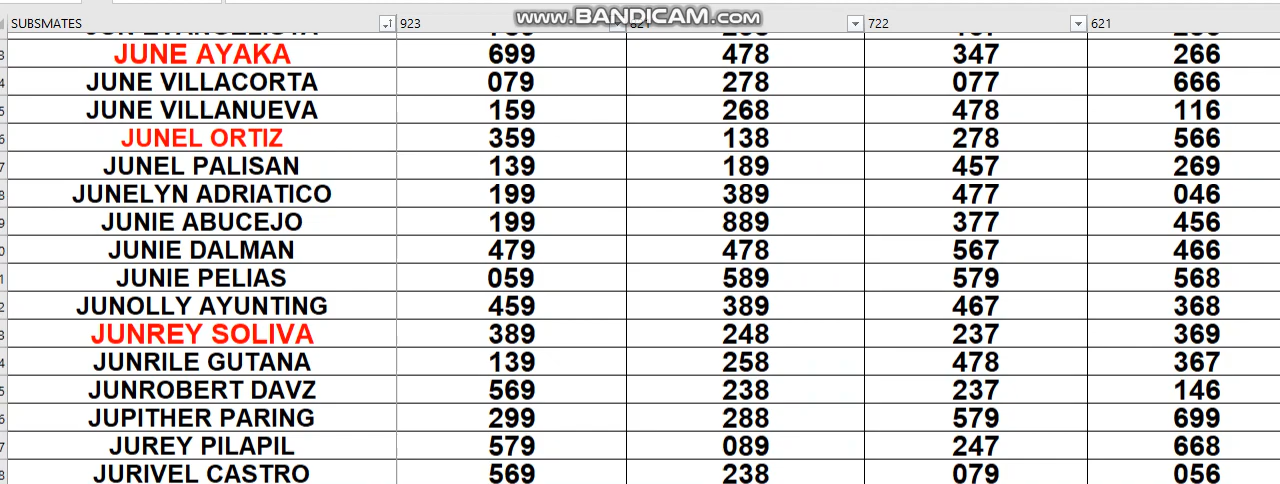 www.BANDICAM.com
SUBSMATES 923 821 722 621
JUNE AYAKA 699 478 347 266
JUNE VILLACORTA 079 278 077 666
JUNE VILLANUEVA 159 268 478 116
JUNEL ORTIZ 359 138 278 566
JUNEL PALISAN 139 189 457 269
JUNELYN ADRIATICO 199 389 477 046
JUNIE ABUCEJO 199 889 377 456
JUNIE DALMAN 479 478 567 466
JUNIE PELIAS 059 589 579 568
JUNOLLY AYUNTING 459 389 467 368
JUNREY SOLIVA 389 248 237 369
JUNRILE GUTANA 139 258 478 367
JUNROBERT DAVZ 569 238 237 146
JUPITHER PARING 299 288 579 699
JUREY PILAPIL 579 089 247 668
JURIVEL CASTRO 569 238 079 056